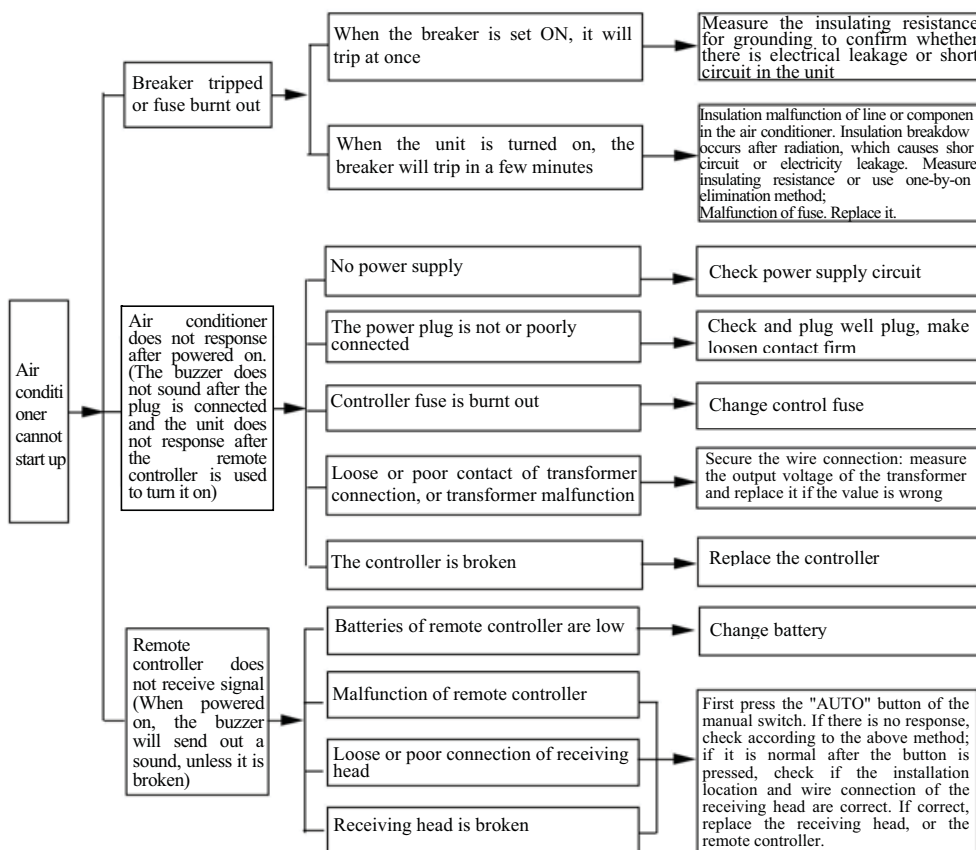 Air
conditi
oner
cannot
start up
Breaker tripped
or fuse burnt out
When the breaker is set ON, it will
trip at once
Measure the insulating resistance
for grounding to confirm whether
there is electrical leakage or short
circuit in the unit
When the unit is turned on, the
breaker will trip in a few minutes
Insulation malfunction of line or componen
in the air conditioner. Insulation breakdow
occurs after radiation, which causes shor
circuit or electricity leakage. Measure
insulating resistance or use one-by-on
elimination method;
Malfunction of fuse. Replace it.
Air conditioner
does not response
after powered on.
(The buzzer does
not sound after the
plug is connected
and the unit does
not response after
the remote
controller is used
to turn it on)
No power supply
Check power supply circuit
The power plug is not or poorly
connected
Check and plug well plug, make
loosen contact firm
Controller fuse is burnt out
Change control fuse
Loose or poor contact of transformer
connection, or transformer malfunction
Secure the wire connection: measure
the output voltage of the transformer
and replace it if the value is wrong
The controller is broken
Replace the controller
Remote
controller does
not receive signal
(When powered
on, the buzzer
will send out a
sound, unless it is
broken)
Batteries of remote controller are low
Change battery
Malfunction of remote controller
Loose or poor connection of receiving
head
Receiving head is broken
First press the "AUTO" button of the
manual switch. If there is no response,
check according to the above method;
if it is normal after the button is
pressed, check if the installation
location and wire connection of the
receiving head are correct. If correct,
replace the receiving head, or the
remote controller.